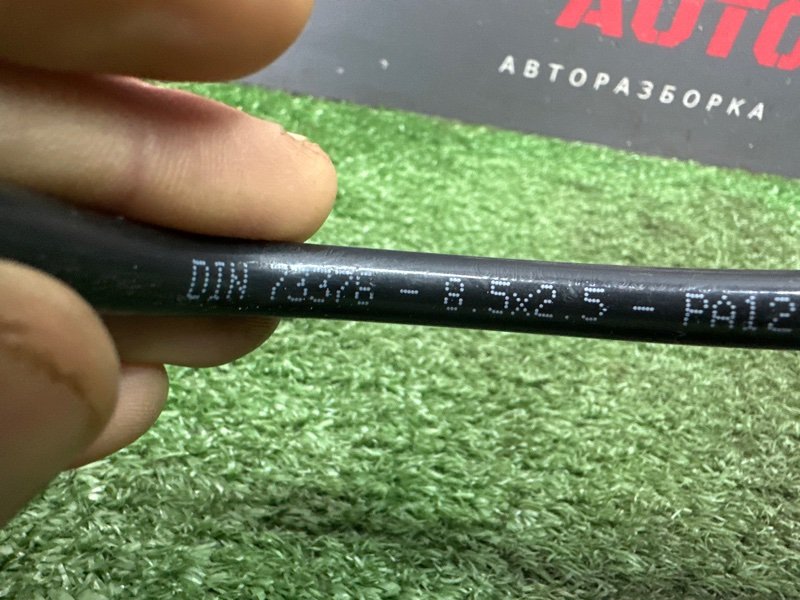 AUTO
АВТОРАЗБОРКА
DIN 73378 - 8.5x2.5 - PA12